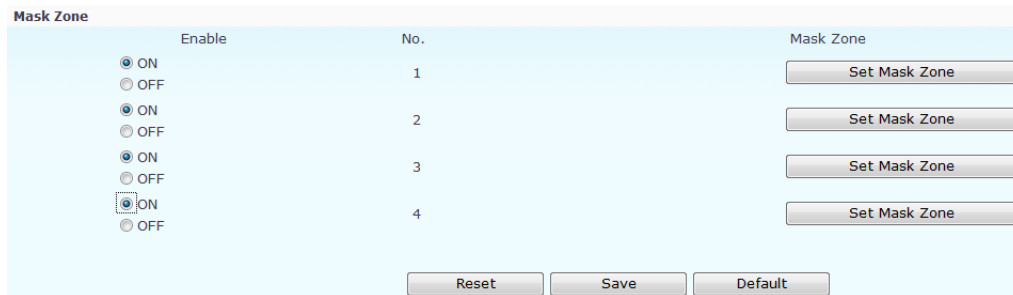 Mask Zone
Enable No. Mask Zone
ON
OFF
1 Set Mask Zone
ON
OFF
2 Set Mask Zone
ON
OFF
3 Set Mask Zone
ON
OFF
4 Set Mask Zone
Reset Save Default